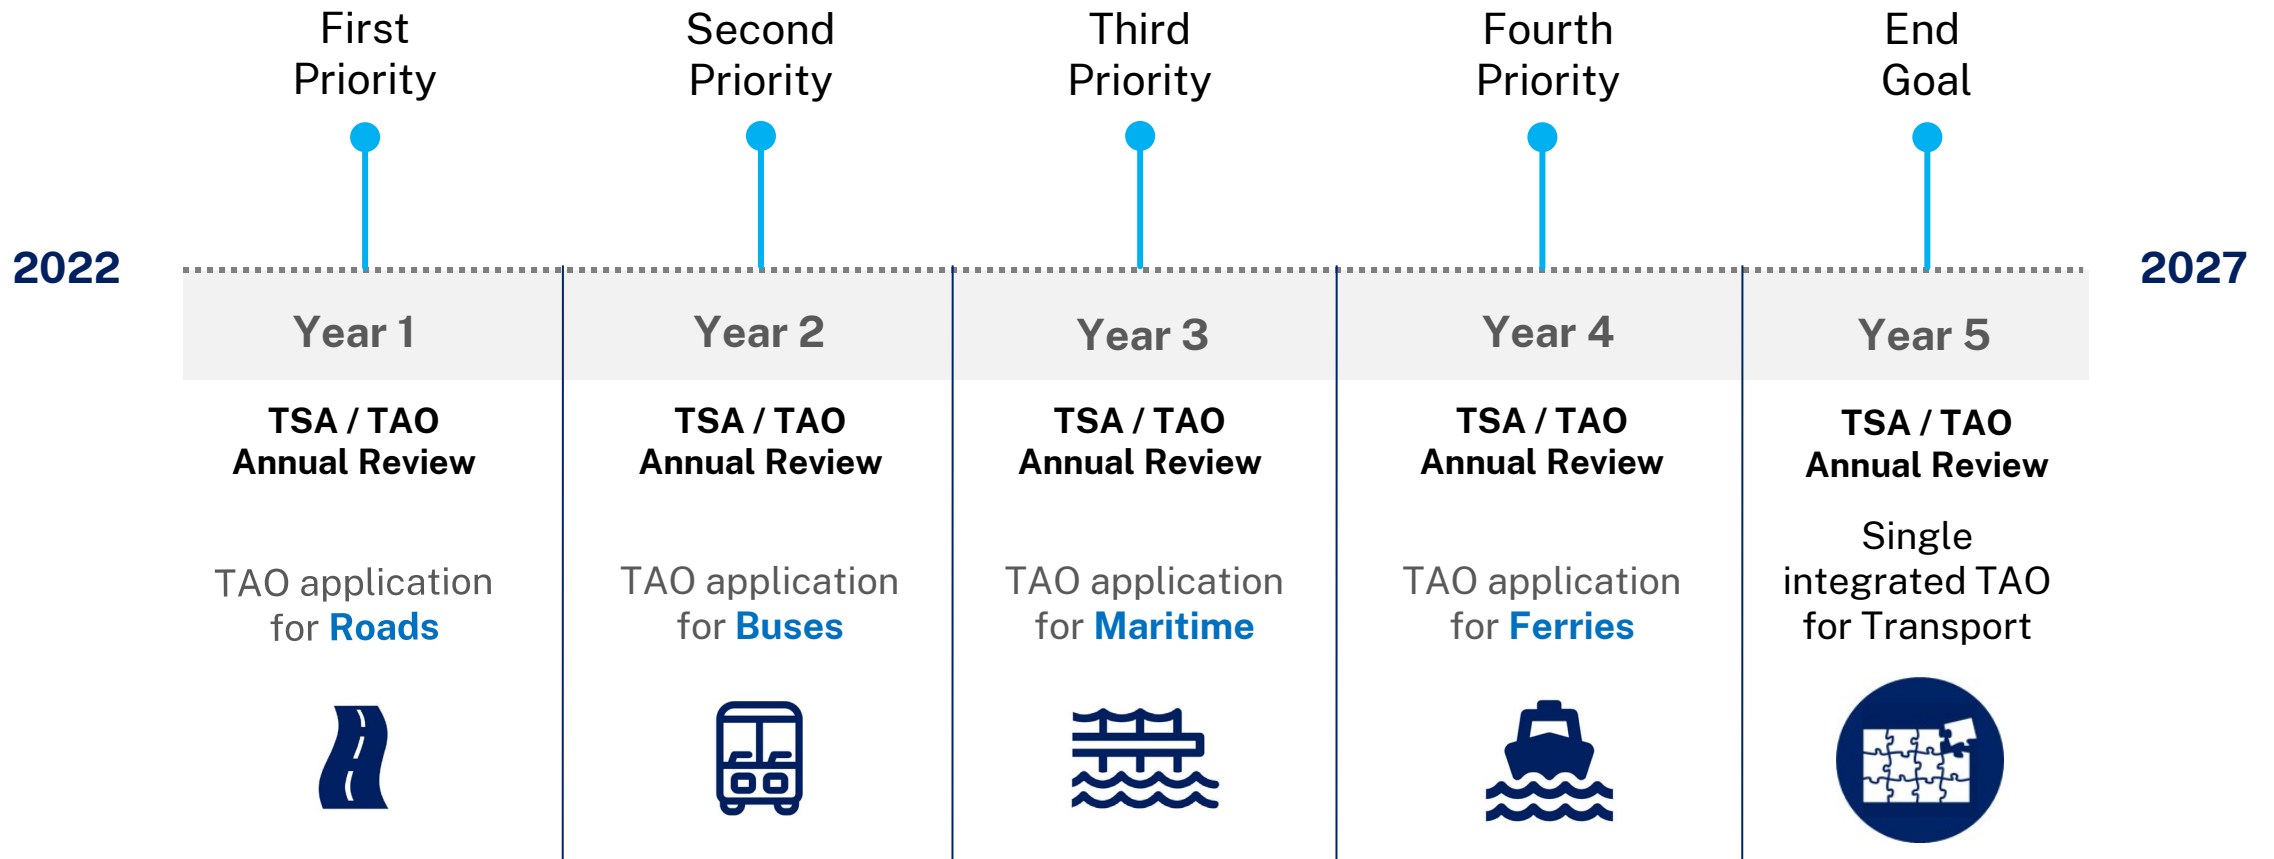 First
Priority
Second
Priority
Third
Priority
Fourth
Priority
End
Goal
2022
2027
Year 1
Year 2
Year 3
Year 4
Year 5
TSA / TAO
Annual Review
TSA / TAO
Annual Review
TSA / TAO
Annual Review
TSA / TAO
Annual Review
TSA / TAO
Annual Review
TAO application
for Roads
TAO application
for Buses
TAO application
for Maritime
TAO application
for Ferries
Single
integrated TAO
for Transport